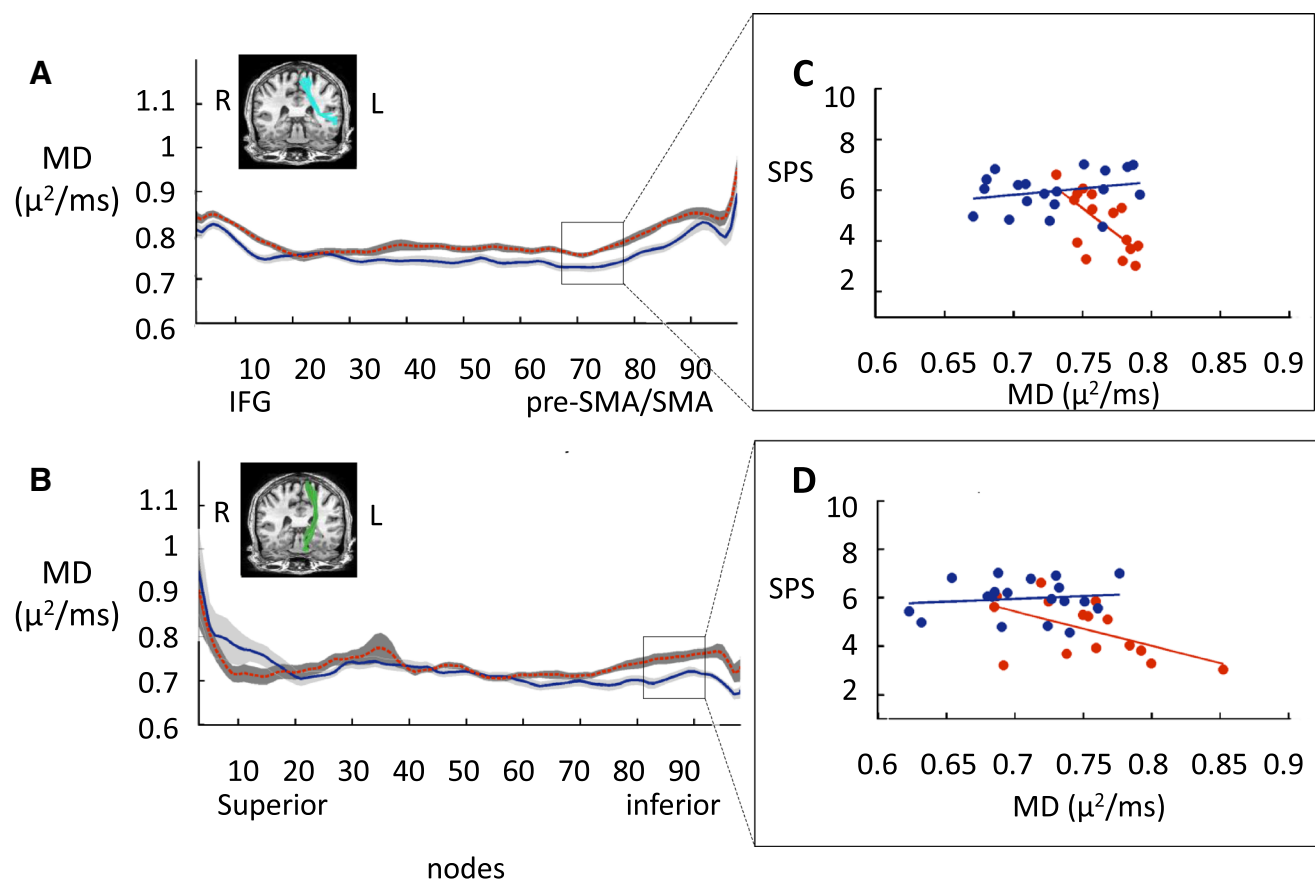 A
R
L
1.1
1
0.9
0.8
0.7
0.6
MD
(μ²/ms)
10 20 30 40 50 60 70 80 90
IFG pre-SMA/SMA
C
10
8
6
4
2
SPS
0.6 0.65 0.7 0.75 0.8 0.85 0.9
MD (μ²/ms)
B
R
L
1.1
1
0.9
0.8
0.7
0.6
MD
(μ²/ms)
10 20 30 40 50 60 70 80 90
Superior inferior
nodes
D
10
8
6
4
2
SPS
0.6 0.65 0.7 0.75 0.8 0.85 0.9
MD (μ²/ms)